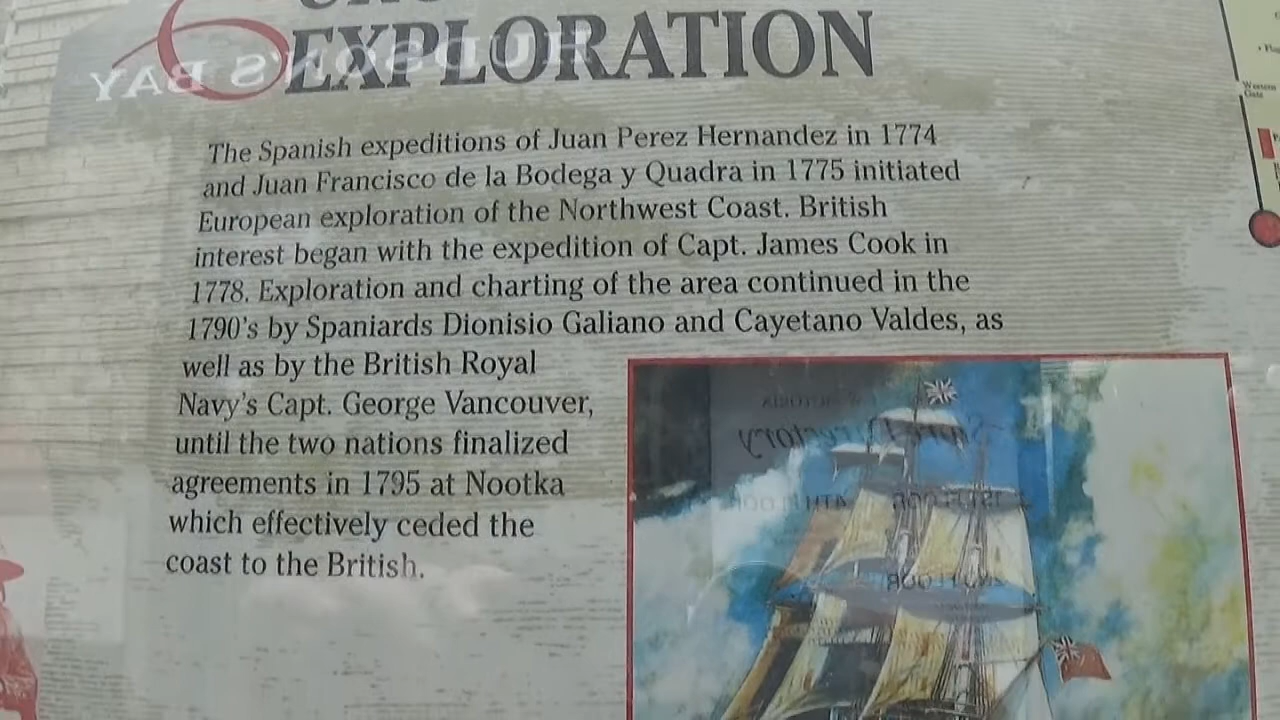 EXPLORATION
HUDSON'S BAY
The Spanish expeditions of Juan Perez Hernandez in 1774
and Juan Francisco de la Bodega y Quadra in 1775 initiated
European exploration of the Northwest Coast. British
interest began with the expedition of Capt. James Cook in
1778. Exploration and charting of the area continued in the
1790's by Spaniards Dionisio Galiano and Cayetano Valdes, as
well as by the British Royal
Navy's Capt. George Vancouver,
until the two nations finalized
agreements in 1795 at Nootka
which effectively ceded the
coast to the British.
Western
Gate